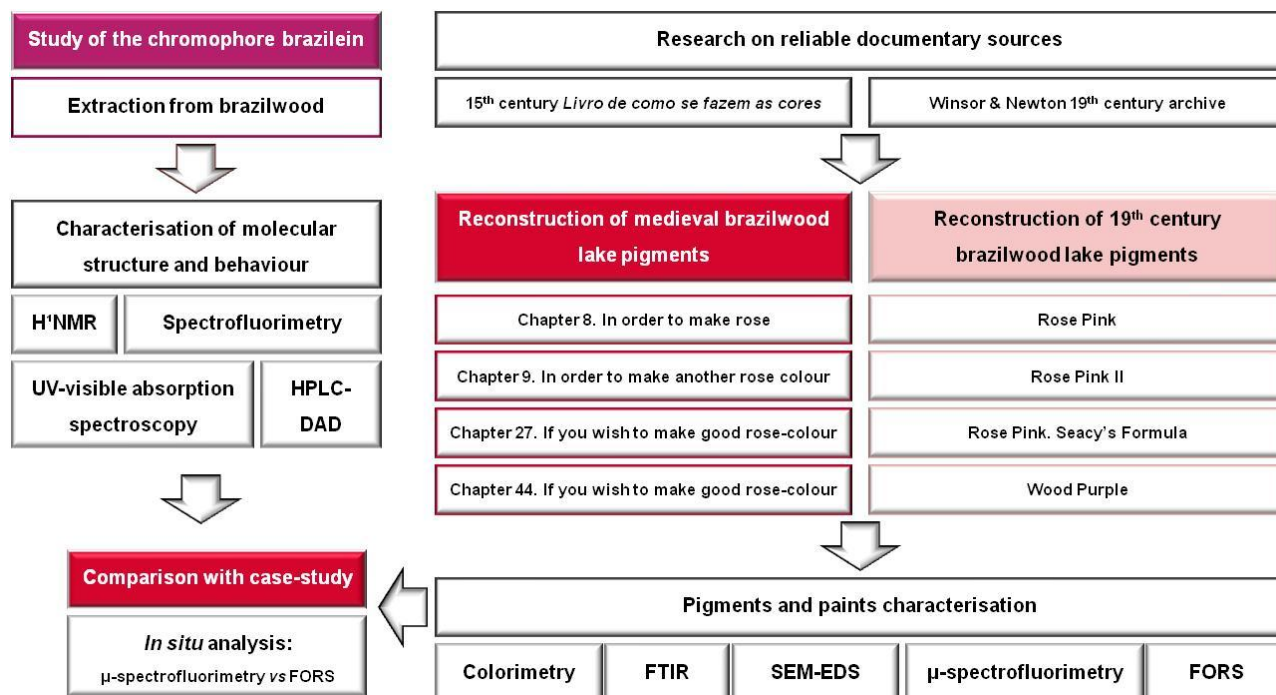 Study of the chromophore brazilein
Extraction from brazilwood
Characterisation of molecular
structure and behaviour
H¹NMR
Spectrofluorimetry
UV-visible absorption
spectroscopy
HPLC-
DAD
Research on reliable documentary sources
15th century Livro de como se fazem as cores
Winsor & Newton 19th century archive
Reconstruction of medieval brazilwood
lake pigments
Chapter 8. In order to make rose
Chapter 9. In order to make another rose colour
Chapter 27. If you wish to make good rose-colour
Chapter 44. If you wish to make good rose-colour
Reconstruction of 19th century
brazilwood lake pigments
Rose Pink
Rose Pink II
Rose Pink. Seacy's Formula
Wood Purple
Pigments and paints characterisation
Colorimetry
FTIR
SEM-EDS
µ-spectrofluorimetry
FORS
Comparison with case-study
In situ analysis:
µ-spectrofluorimetry vs FORS